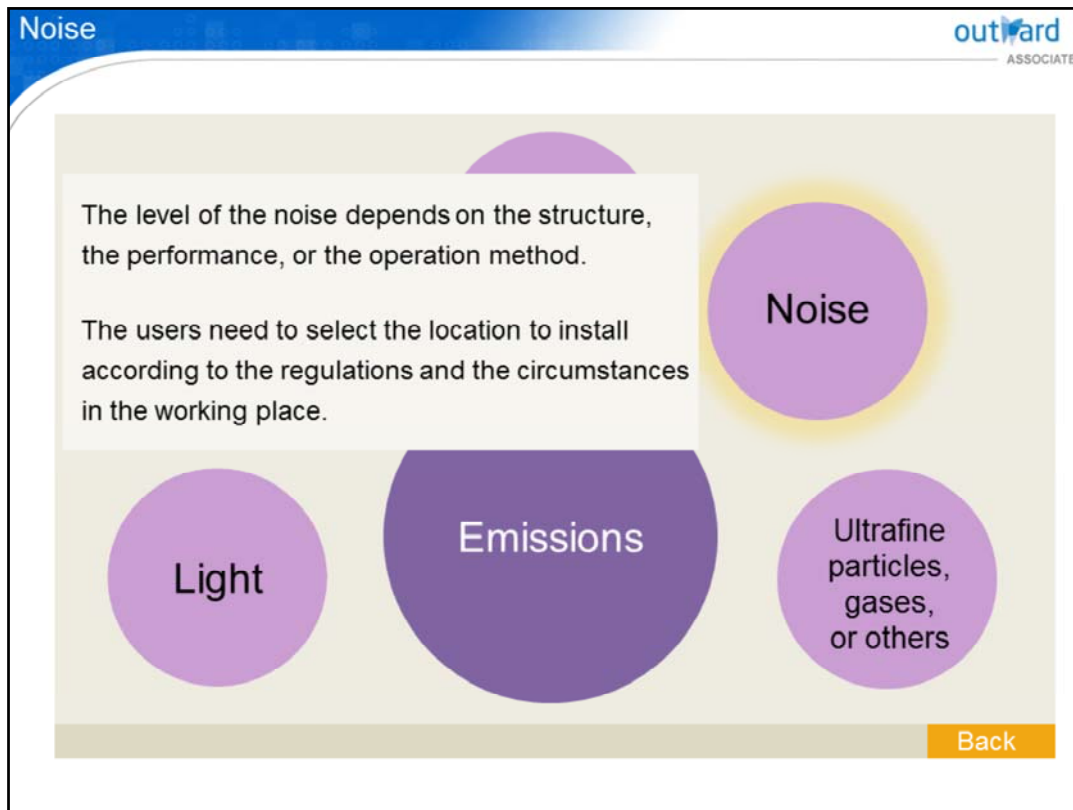 Noise
outward
ASSOCIATE
The level of the noise depends on the structure,
the performance, or the operation method.
The users need to select the location to install
according to the regulations and the circumstances
in the working place.
Noise
Emissions
Light
Ultrafine
particles,
gases,
or others
Back